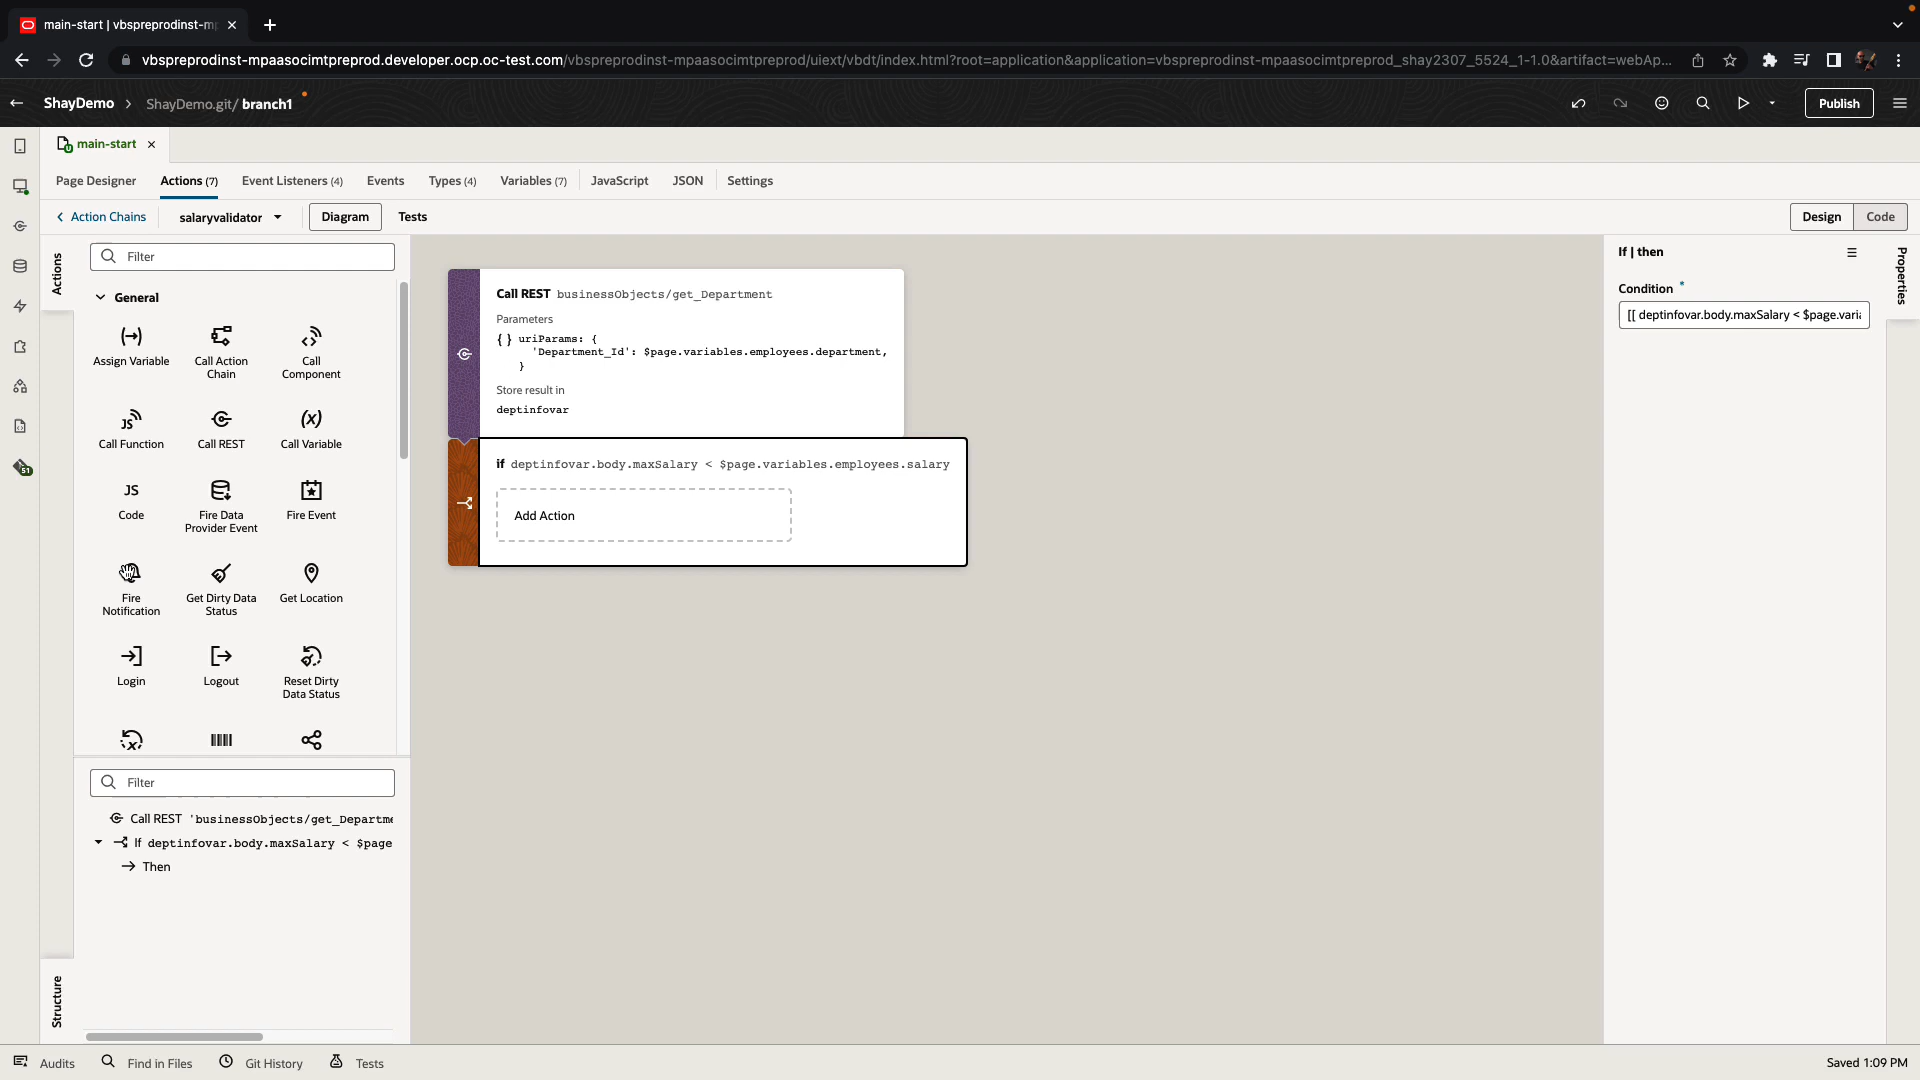 main-start | vbspreprodinst-m
vbspreprodinst-mpaasocimtpreprod.developer.ocp.oc-test.com/vbspreprodinst-mpaasocimtpreprod/uiext/vbdt/index.html?root=application&application=vbspreprodinst-mpaasocimtpreprod_shay2307_5524_1-1.0&artifact=webAp...
ShayDemo > ShayDemo.git/ branch1
Publish
main-start
Page Designer Actions (7) Event Listeners (4) Events Types (4) Variables (7) JavaScript JSON Settings
Action Chains salaryvalidator Diagram Tests Design Code
Actions
Filter
General
Assign Variable
Call Action Chain
Call Component
Call Function
Call REST
Call Variable
JS
Code
Fire Data Provider Event
Fire Event
Fire Notification
Get Dirty Data Status
Get Location
Login
Logout
Reset Dirty Data Status
Filter
Call REST 'businessObjects/get_Departme
If deptinfovar.body.maxSalary < $page
Then
Structure
Call REST businessObjects/get_Department
Parameters
{ } uriParams: {
'Department_Id': $page.variables.employees.department,
}
Store result in
deptinfovar
if deptinfovar.body.maxSalary < $page.variables.employees.salary
Add Action
If | then
Condition *
[[ deptinfovar.body.maxSalary < $page.varia
Properties
51
Audits Find in Files Git History Tests
Saved 1:09 PM